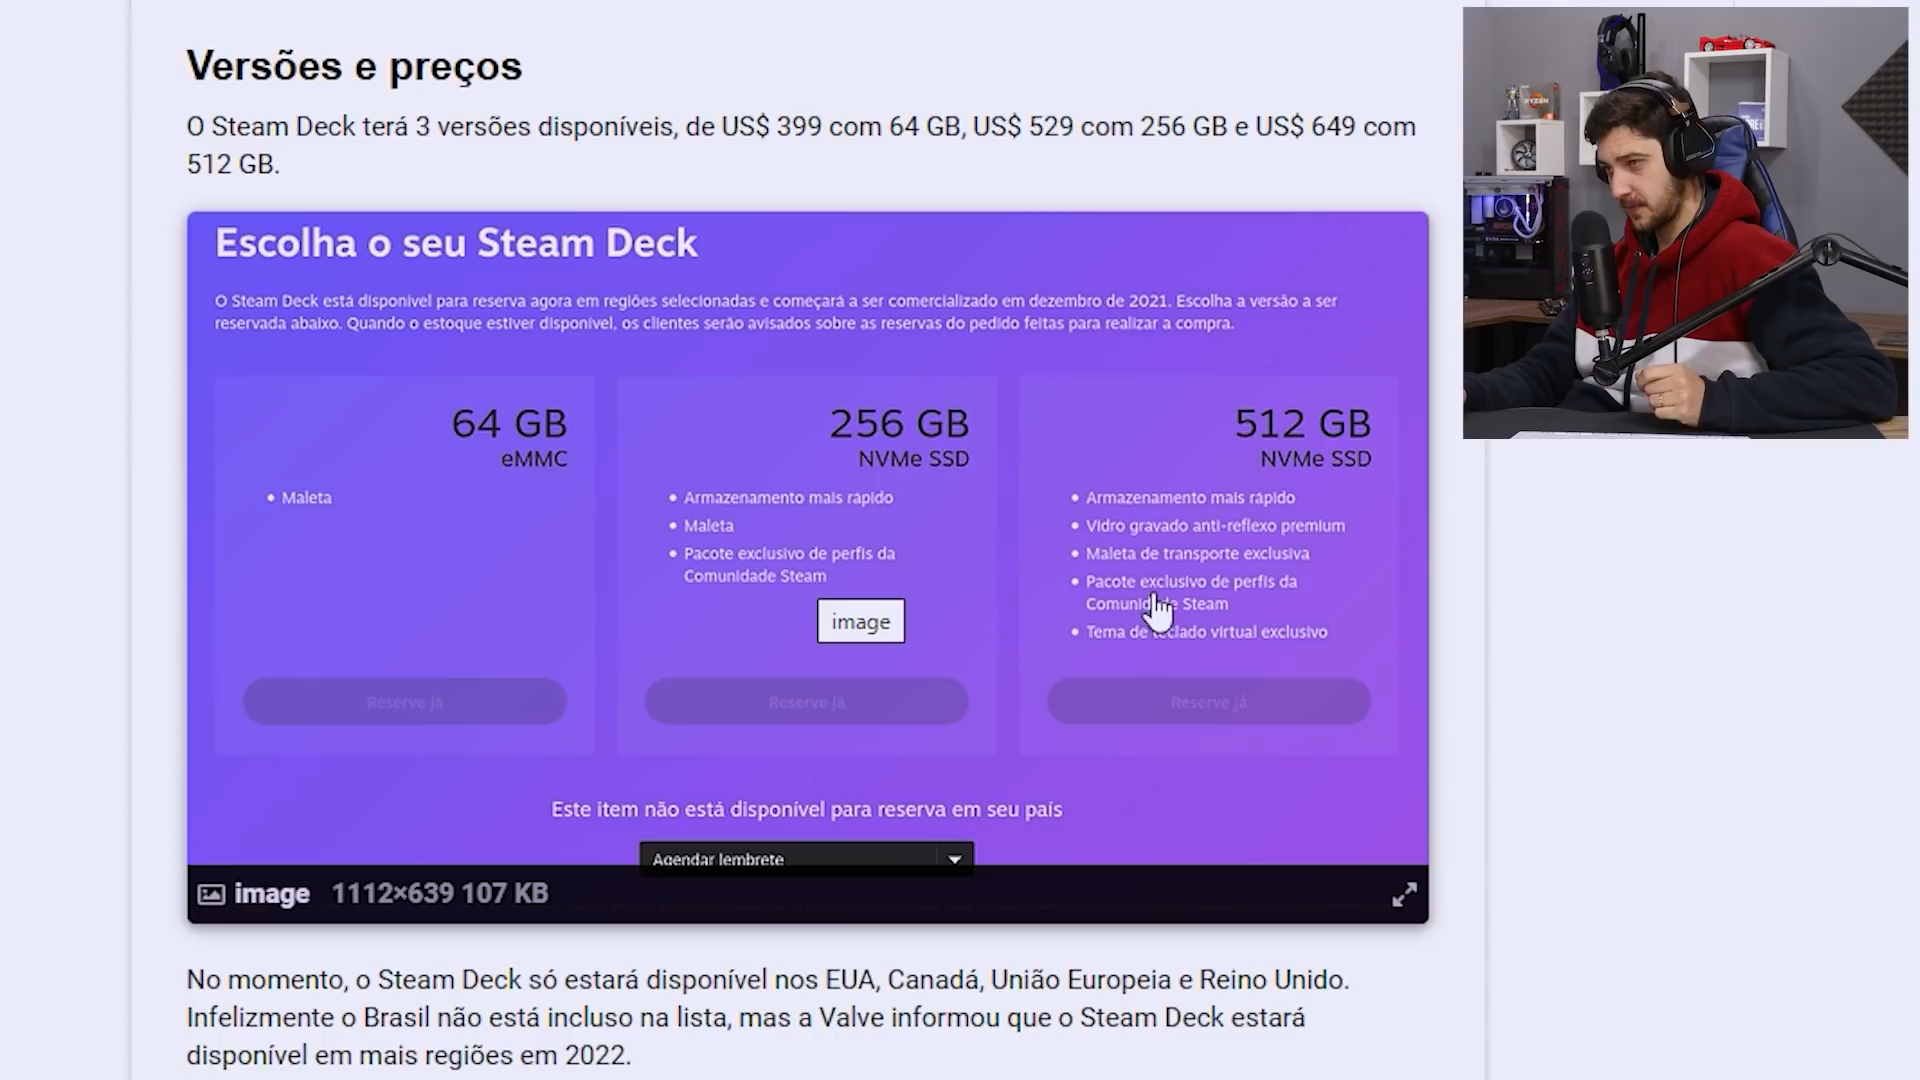 Versões e preços
O Steam Deck terá 3 versões disponíveis, de US$ 399 com 64 GB, US$ 529 com 256 GB e US$ 649 com
512 GB.
Escolha o seu Steam Deck
O Steam Deck está disponível para reserva agora em regiões selecionadas e começará a ser comercializado em dezembro de 2021. Escolha a versão a ser
reservada abaixo. Quando o estoque estiver disponível, os clientes serão avisados sobre as reservas do pedido feitas para realizar a compra.
64 GB
eMMC
• Maleta
Reserve já
256 GB
NVMe SSD
• Armazenamento mais rápido
• Maleta
• Pacote exclusivo de perfis da
Comunidade Steam
image
Reserve já
512 GB
NVMe SSD
• Armazenamento mais rápido
• Vidro gravado anti-reflexo premium
• Maleta de transporte exclusiva
• Pacote exclusivo de perfis da
Comunidade Steam
• Tema de teclado virtual exclusivo
Reserve já
Este item não está disponível para reserva em seu país
Agendar lembrete
image 1112×639 107 KB
No momento, o Steam Deck só estará disponível nos EUA, Canadá, União Europeia e Reino Unido.
Infelizmente o Brasil não está incluso na lista, mas a Valve informou que o Steam Deck estará
disponível em mais regiões em 2022.
RYZEN